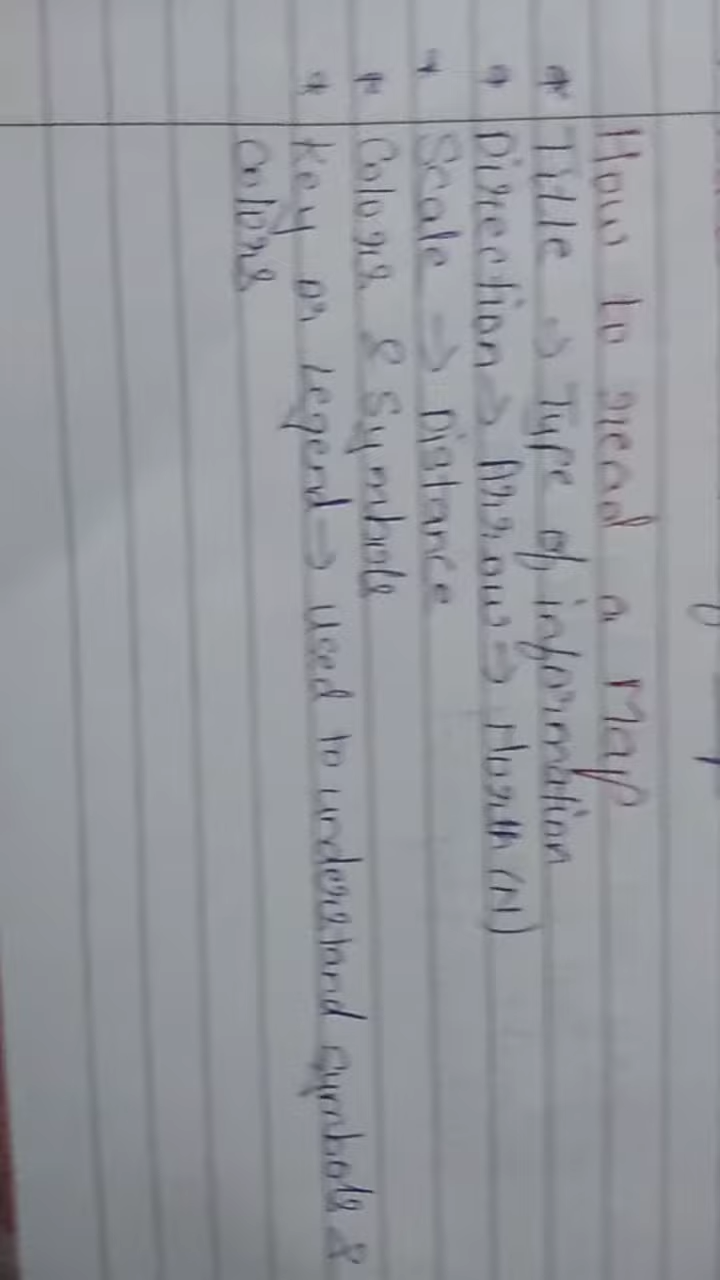 How to read a Map
* Title → Type of information
* Direction → Arrow → North (N)
* Scale → Distance
* Colors & Symbols
* Key or Legend → used to understand symbols &
colors